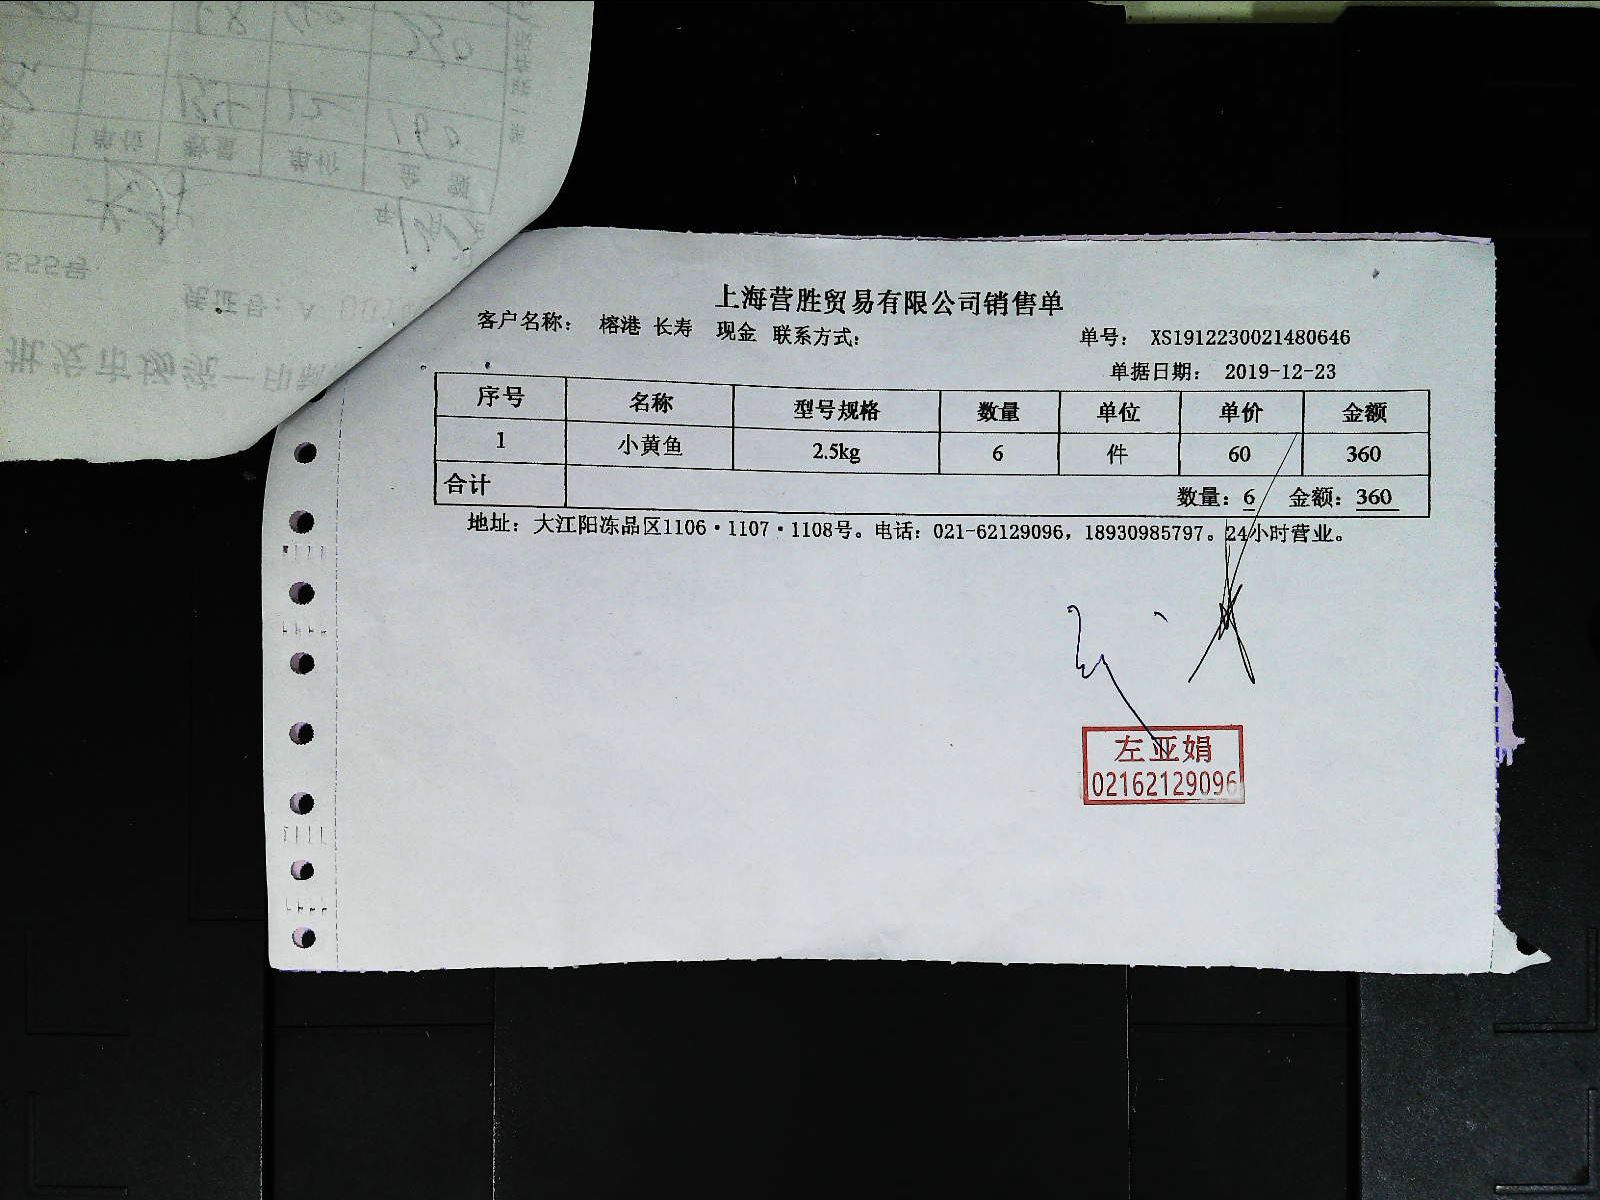 上海营胜贸易有限公司销售单
客户名称： 榕港 长寿 现金 联系方式： 单号： XS1912230021480646
单据日期： 2019-12-23
序号 名称 型号规格 数量 单位 单价 金额
1 小黄鱼 2.5kg 6 件 60 360
合计 数量：6 金额：360
地址：大江阳冻品区1106·1107·1108号。电话：021-62129096，18930985797。24小时营业。
左亚娟
02162129096